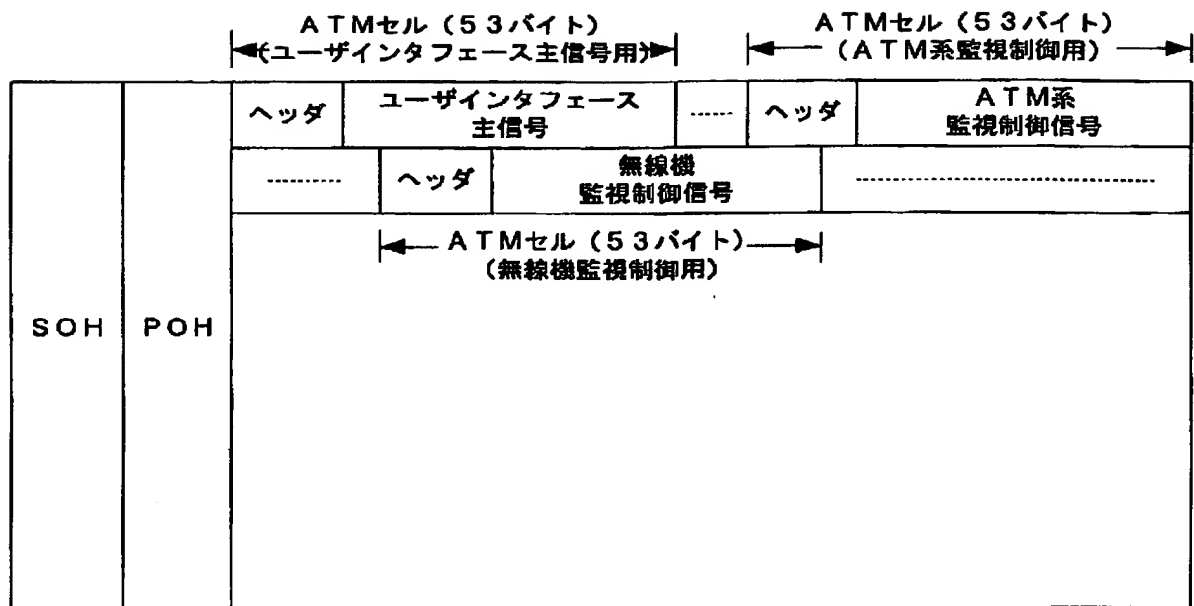 ATMセル(53バイト)
(ユーザインタフェース主信号用)
ATMセル(53バイト)
(ATM系監視制御用)
ヘッダ
ユーザインタフェース
主信号
......
ヘッダ
ATM系
監視制御信号
..........
ヘッダ
無線機
監視制御信号
..............................
ATMセル(53バイト)
(無線機監視制御用)
SOH
POH